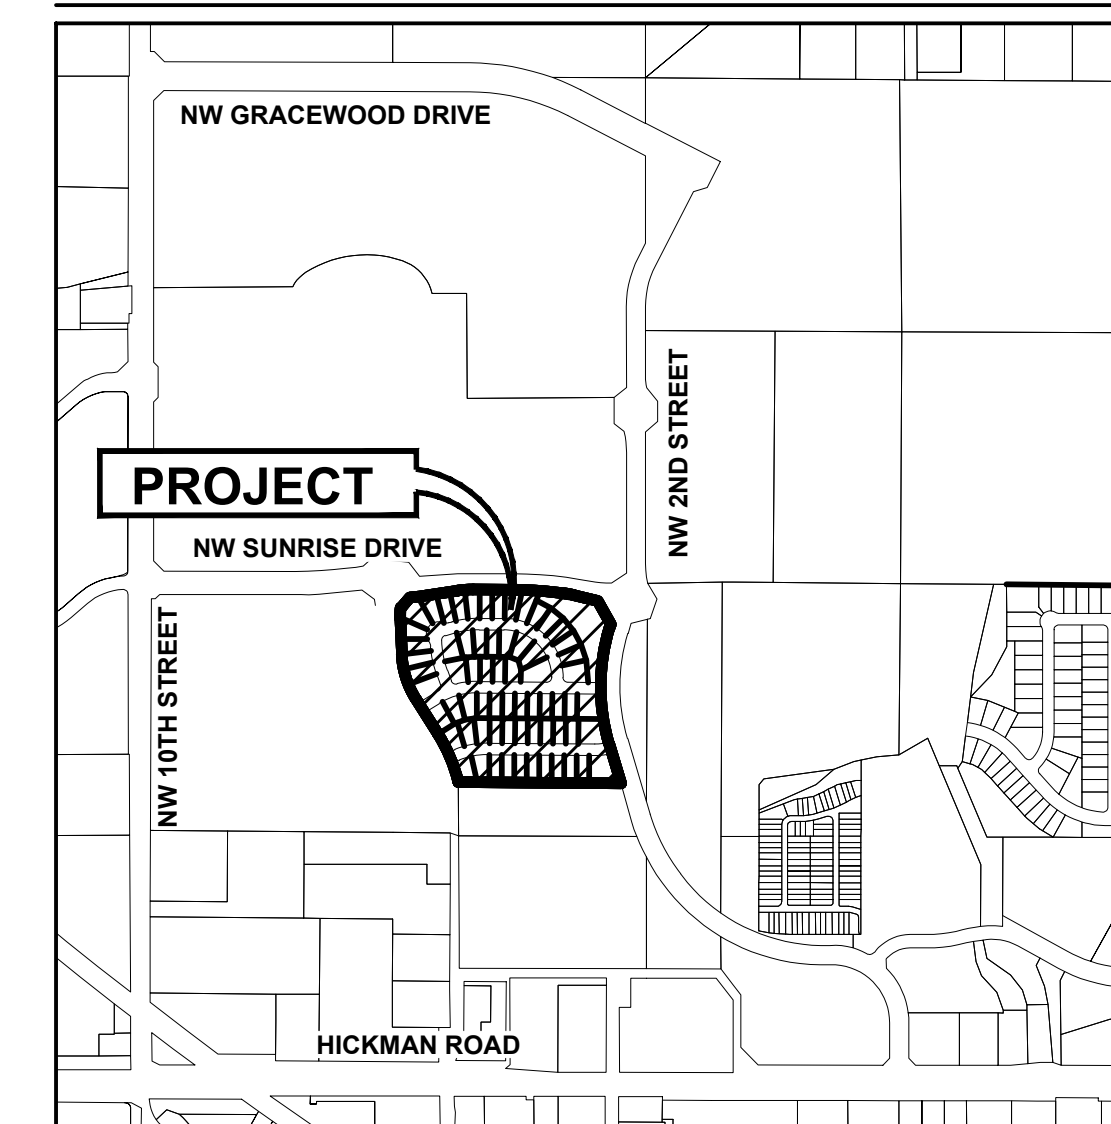 NW GRACEWOOD DRIVE
NW 2ND STREET
PROJECT
NW SUNRISE DRIVE
NW 10TH STREET
HICKMAN ROAD